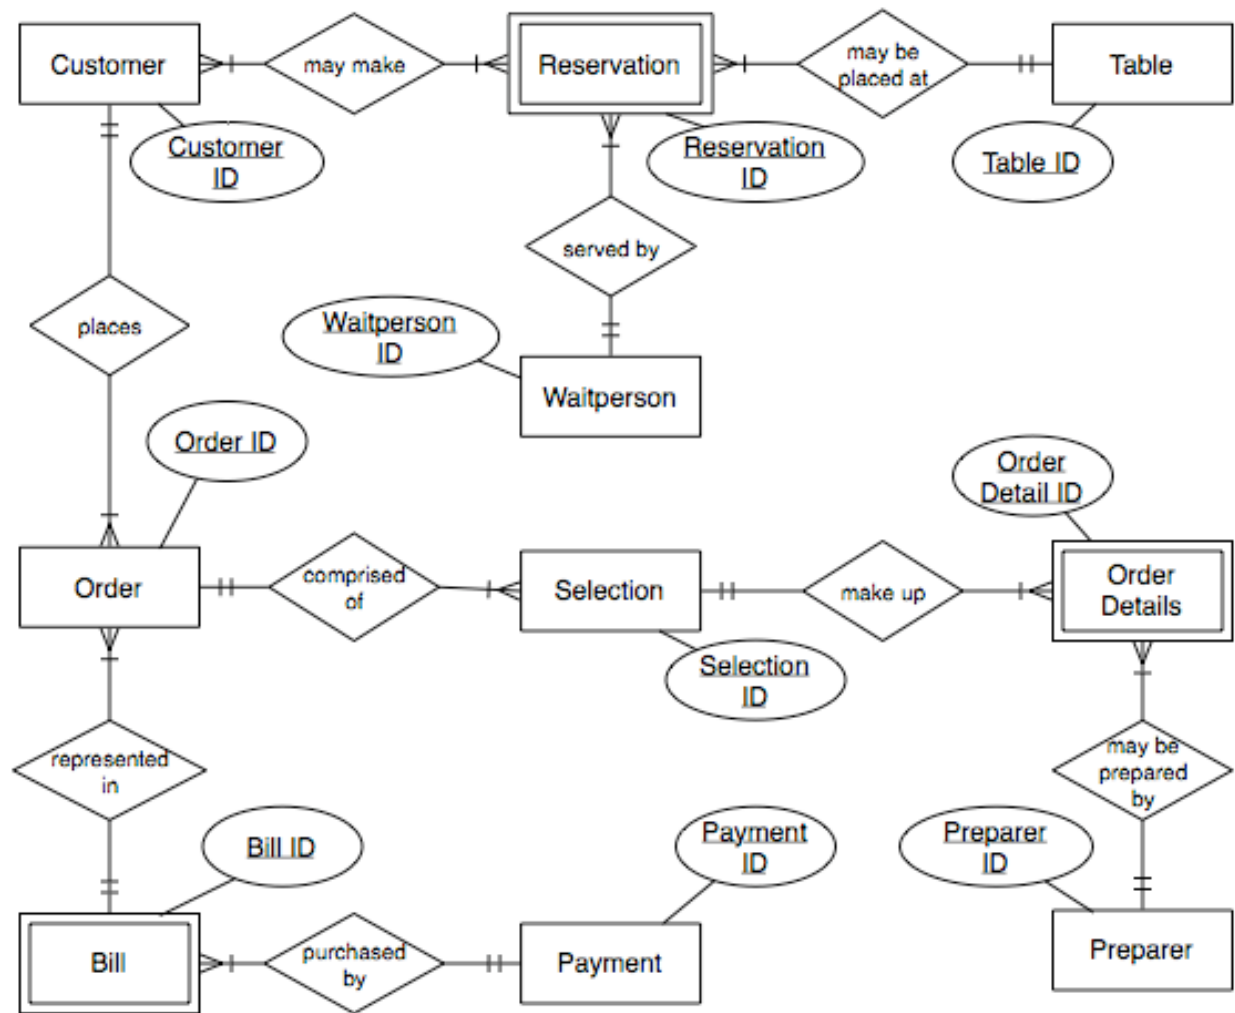 Customer
may make
Reservation
may be
placed at
Table
Customer
ID
Reservation
ID
Table ID
served by
places
Waitperson
ID
Waitperson
Order ID
Order
Detail ID
Order
comprised
of
Selection
make up
Order
Details
Selection
ID
represented
in
may be
prepared
by
Bill ID
Payment
ID
Preparer
ID
Bill
purchased
by
Payment
Preparer